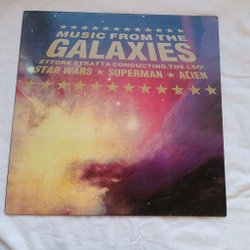 MUSIC FROM THE
GALAXIES
ETTORE STRATTA CONDUCTING THE LSO
STAR WARS ★ SUPERMAN ★ ALIEN